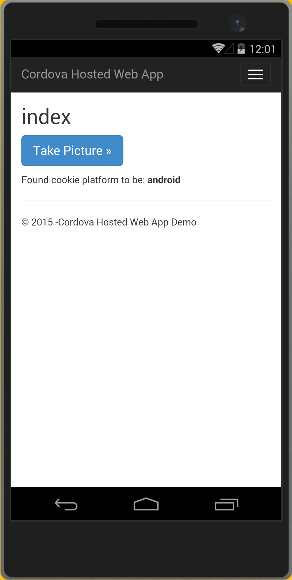 12:01
Cordova Hosted Web App
index
Take Picture »
Found cookie platform to be: android
© 2015 -Cordova Hosted Web App Demo